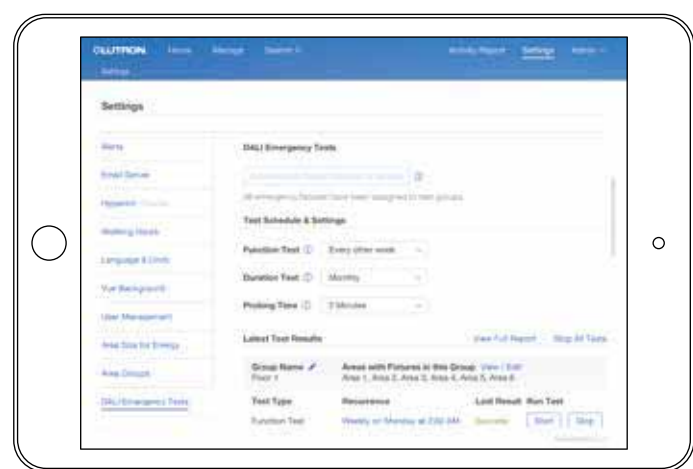 LUTRON Home Manage Search Activity Report Settings Admin
Settings
Settings
Alerts
DALI Emergency Tests
Email Server
All emergency fixtures have been assigned to test groups.
Hyperion
Test Schedule & Settings
Walking Hours
Function Test Every other week
Language & Units
Duration Test Monthly
Vue Background
Probing Time 2 Minutes
User Management
Area Size for Energy
Latest Test Results View Full Report Stop All Tests
Area Groups
Group Name Areas with Fixtures in this Group View / Edit
Floor 1 Area 1, Area 2, Area 3, Area 4, Area 5, Area 6
DALI Emergency Tests
Test Type Recurrence Last Result Run Test
Function Test Weekly on Monday at 2:00 AM Success Start Stop